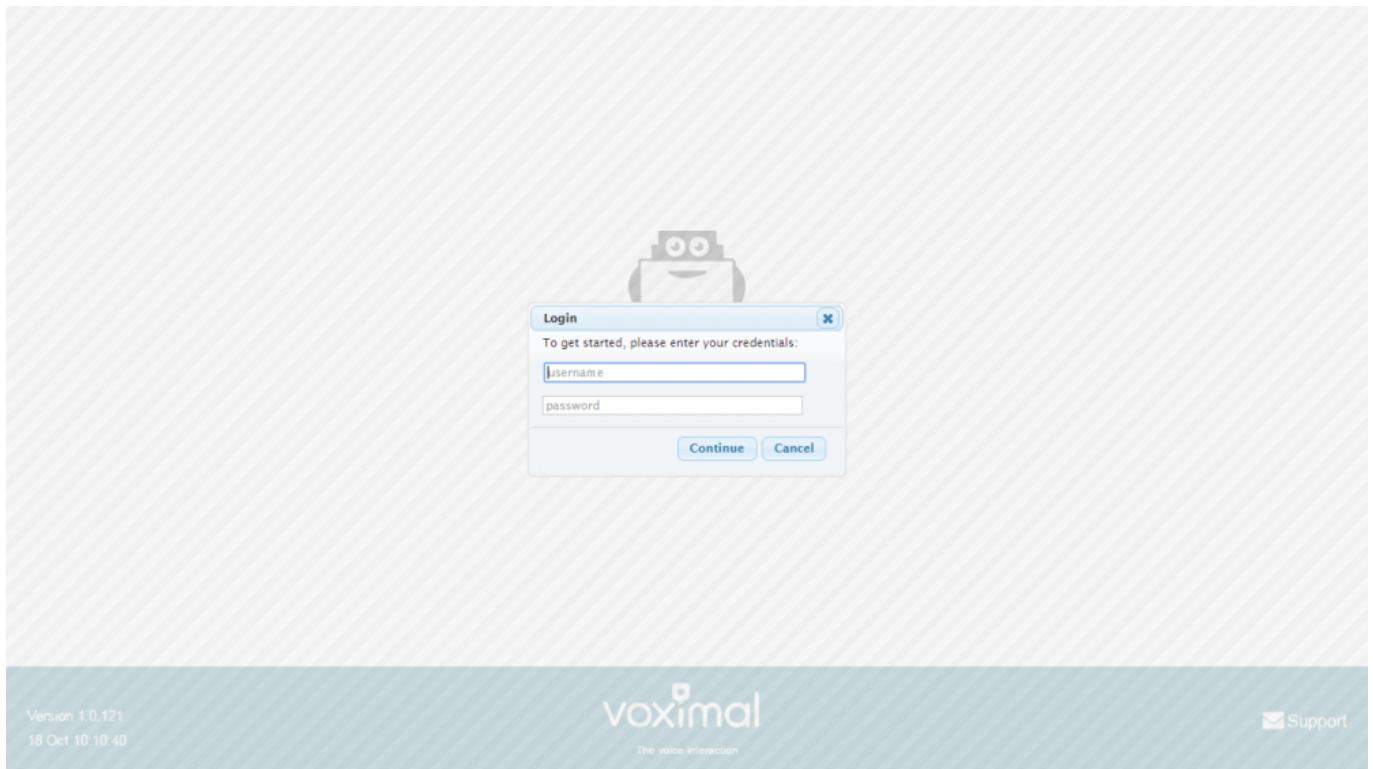 Login
To get started, please enter your credentials:
username
password
Continue Cancel
Version 1.0.121
18 Oct 10:10:40
voximal
The voice interaction
Support